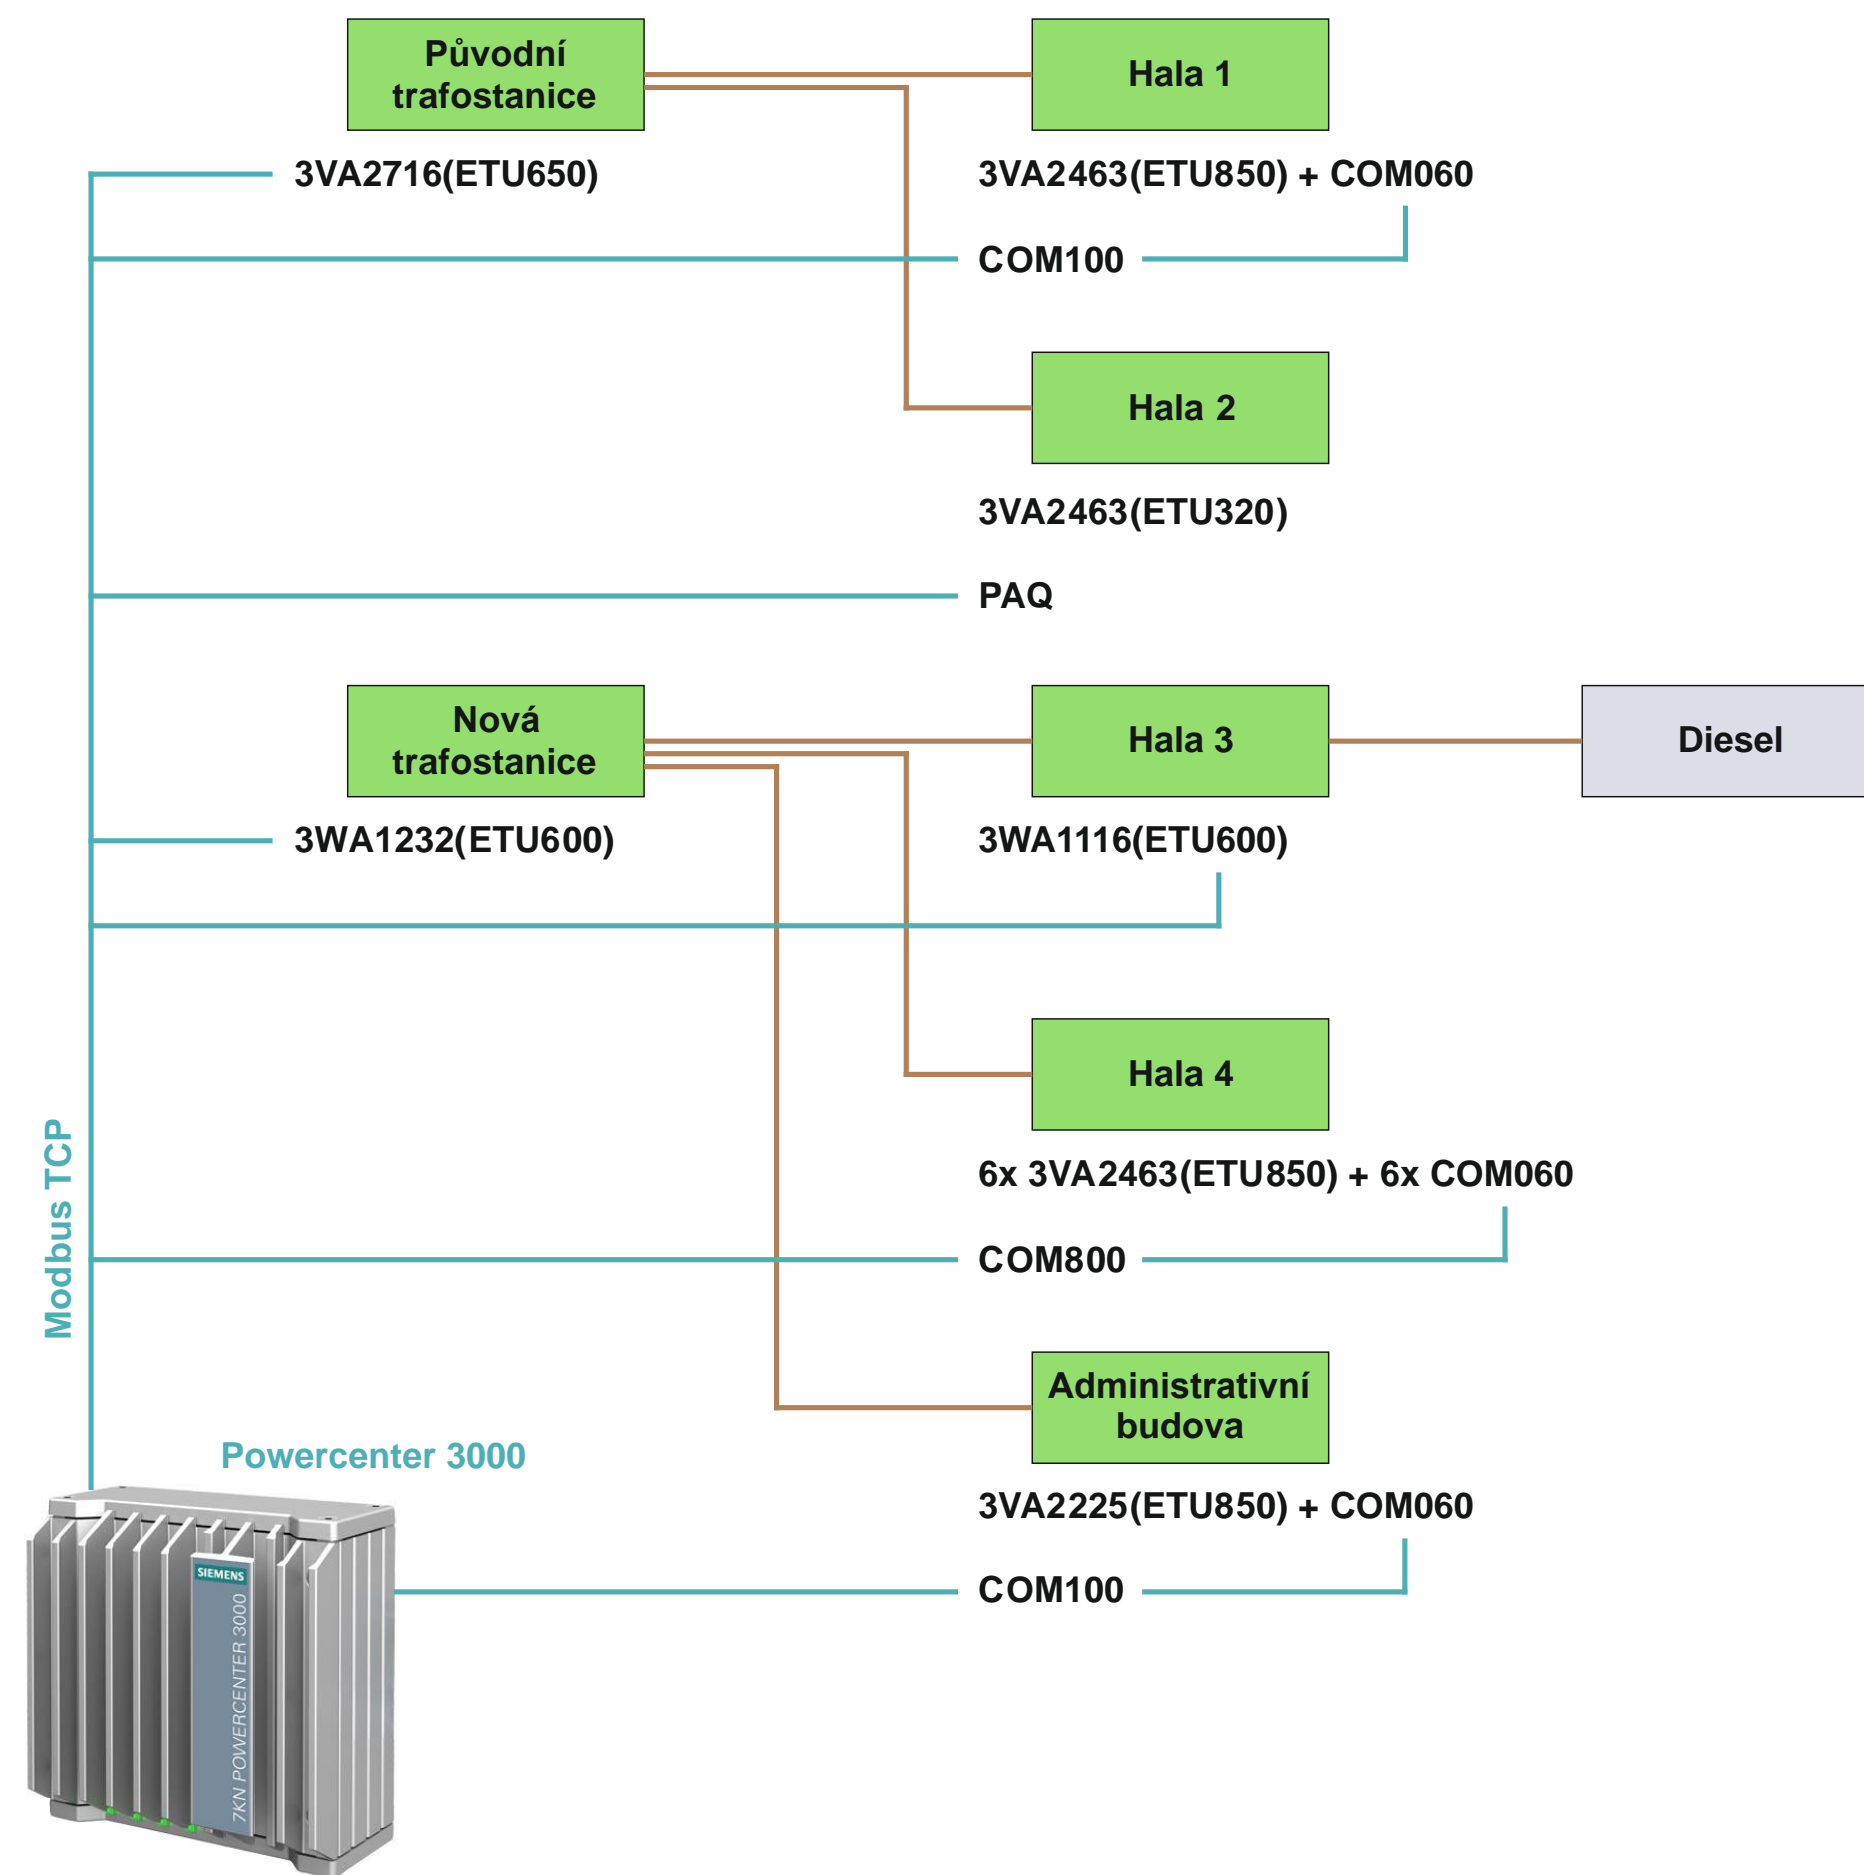 Původní
trafostanice
Hala 1
3VA2716(ETU650)
3VA2463(ETU850) + COM060
COM100
Hala 2
3VA2463(ETU320)
PAQ
Nová
trafostanice
Hala 3
Diesel
3WA1232(ETU600)
3WA1116(ETU600)
Hala 4
6x 3VA2463(ETU850) + 6x COM060
Modbus TCP
COM800
Administrativní
budova
Powercenter 3000
3VA2225(ETU850) + COM060
COM100
SIEMENS
7KN POWERCENTER 3000